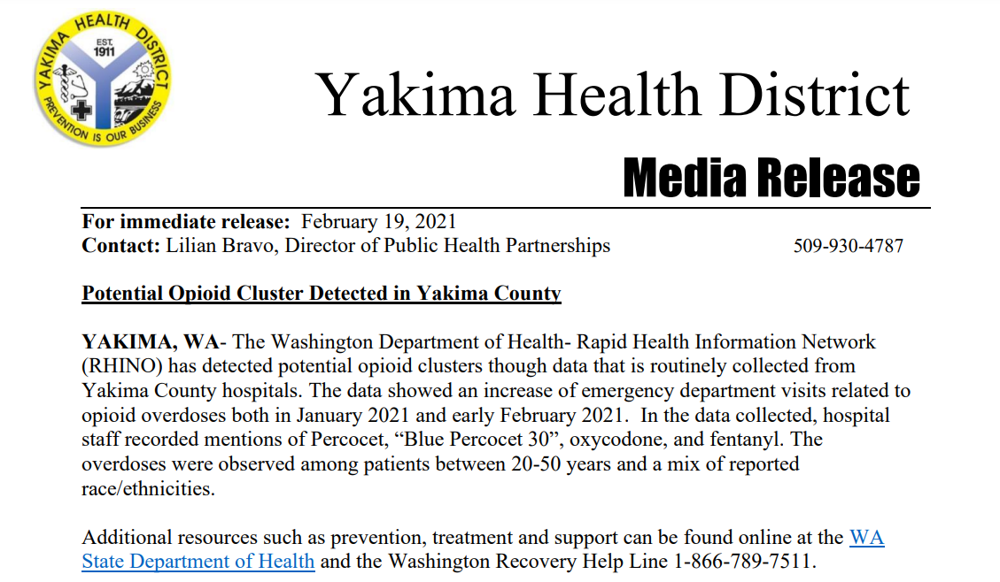 YAKIMA HEALTH DISTRICT
EST.
1911
PREVENTION IS OUR BUSINESS
Yakima Health District
Media Release
For immediate release: February 19, 2021
Contact: Lilian Bravo, Director of Public Health Partnerships 509-930-4787
Potential Opioid Cluster Detected in Yakima County
YAKIMA, WA- The Washington Department of Health- Rapid Health Information Network
(RHINO) has detected potential opioid clusters though data that is routinely collected from
Yakima County hospitals. The data showed an increase of emergency department visits related to
opioid overdoses both in January 2021 and early February 2021. In the data collected, hospital
staff recorded mentions of Percocet, “Blue Percocet 30”, oxycodone, and fentanyl. The
overdoses were observed among patients between 20-50 years and a mix of reported
race/ethnicities.
Additional resources such as prevention, treatment and support can be found online at the WA
State Department of Health and the Washington Recovery Help Line 1-866-789-7511.